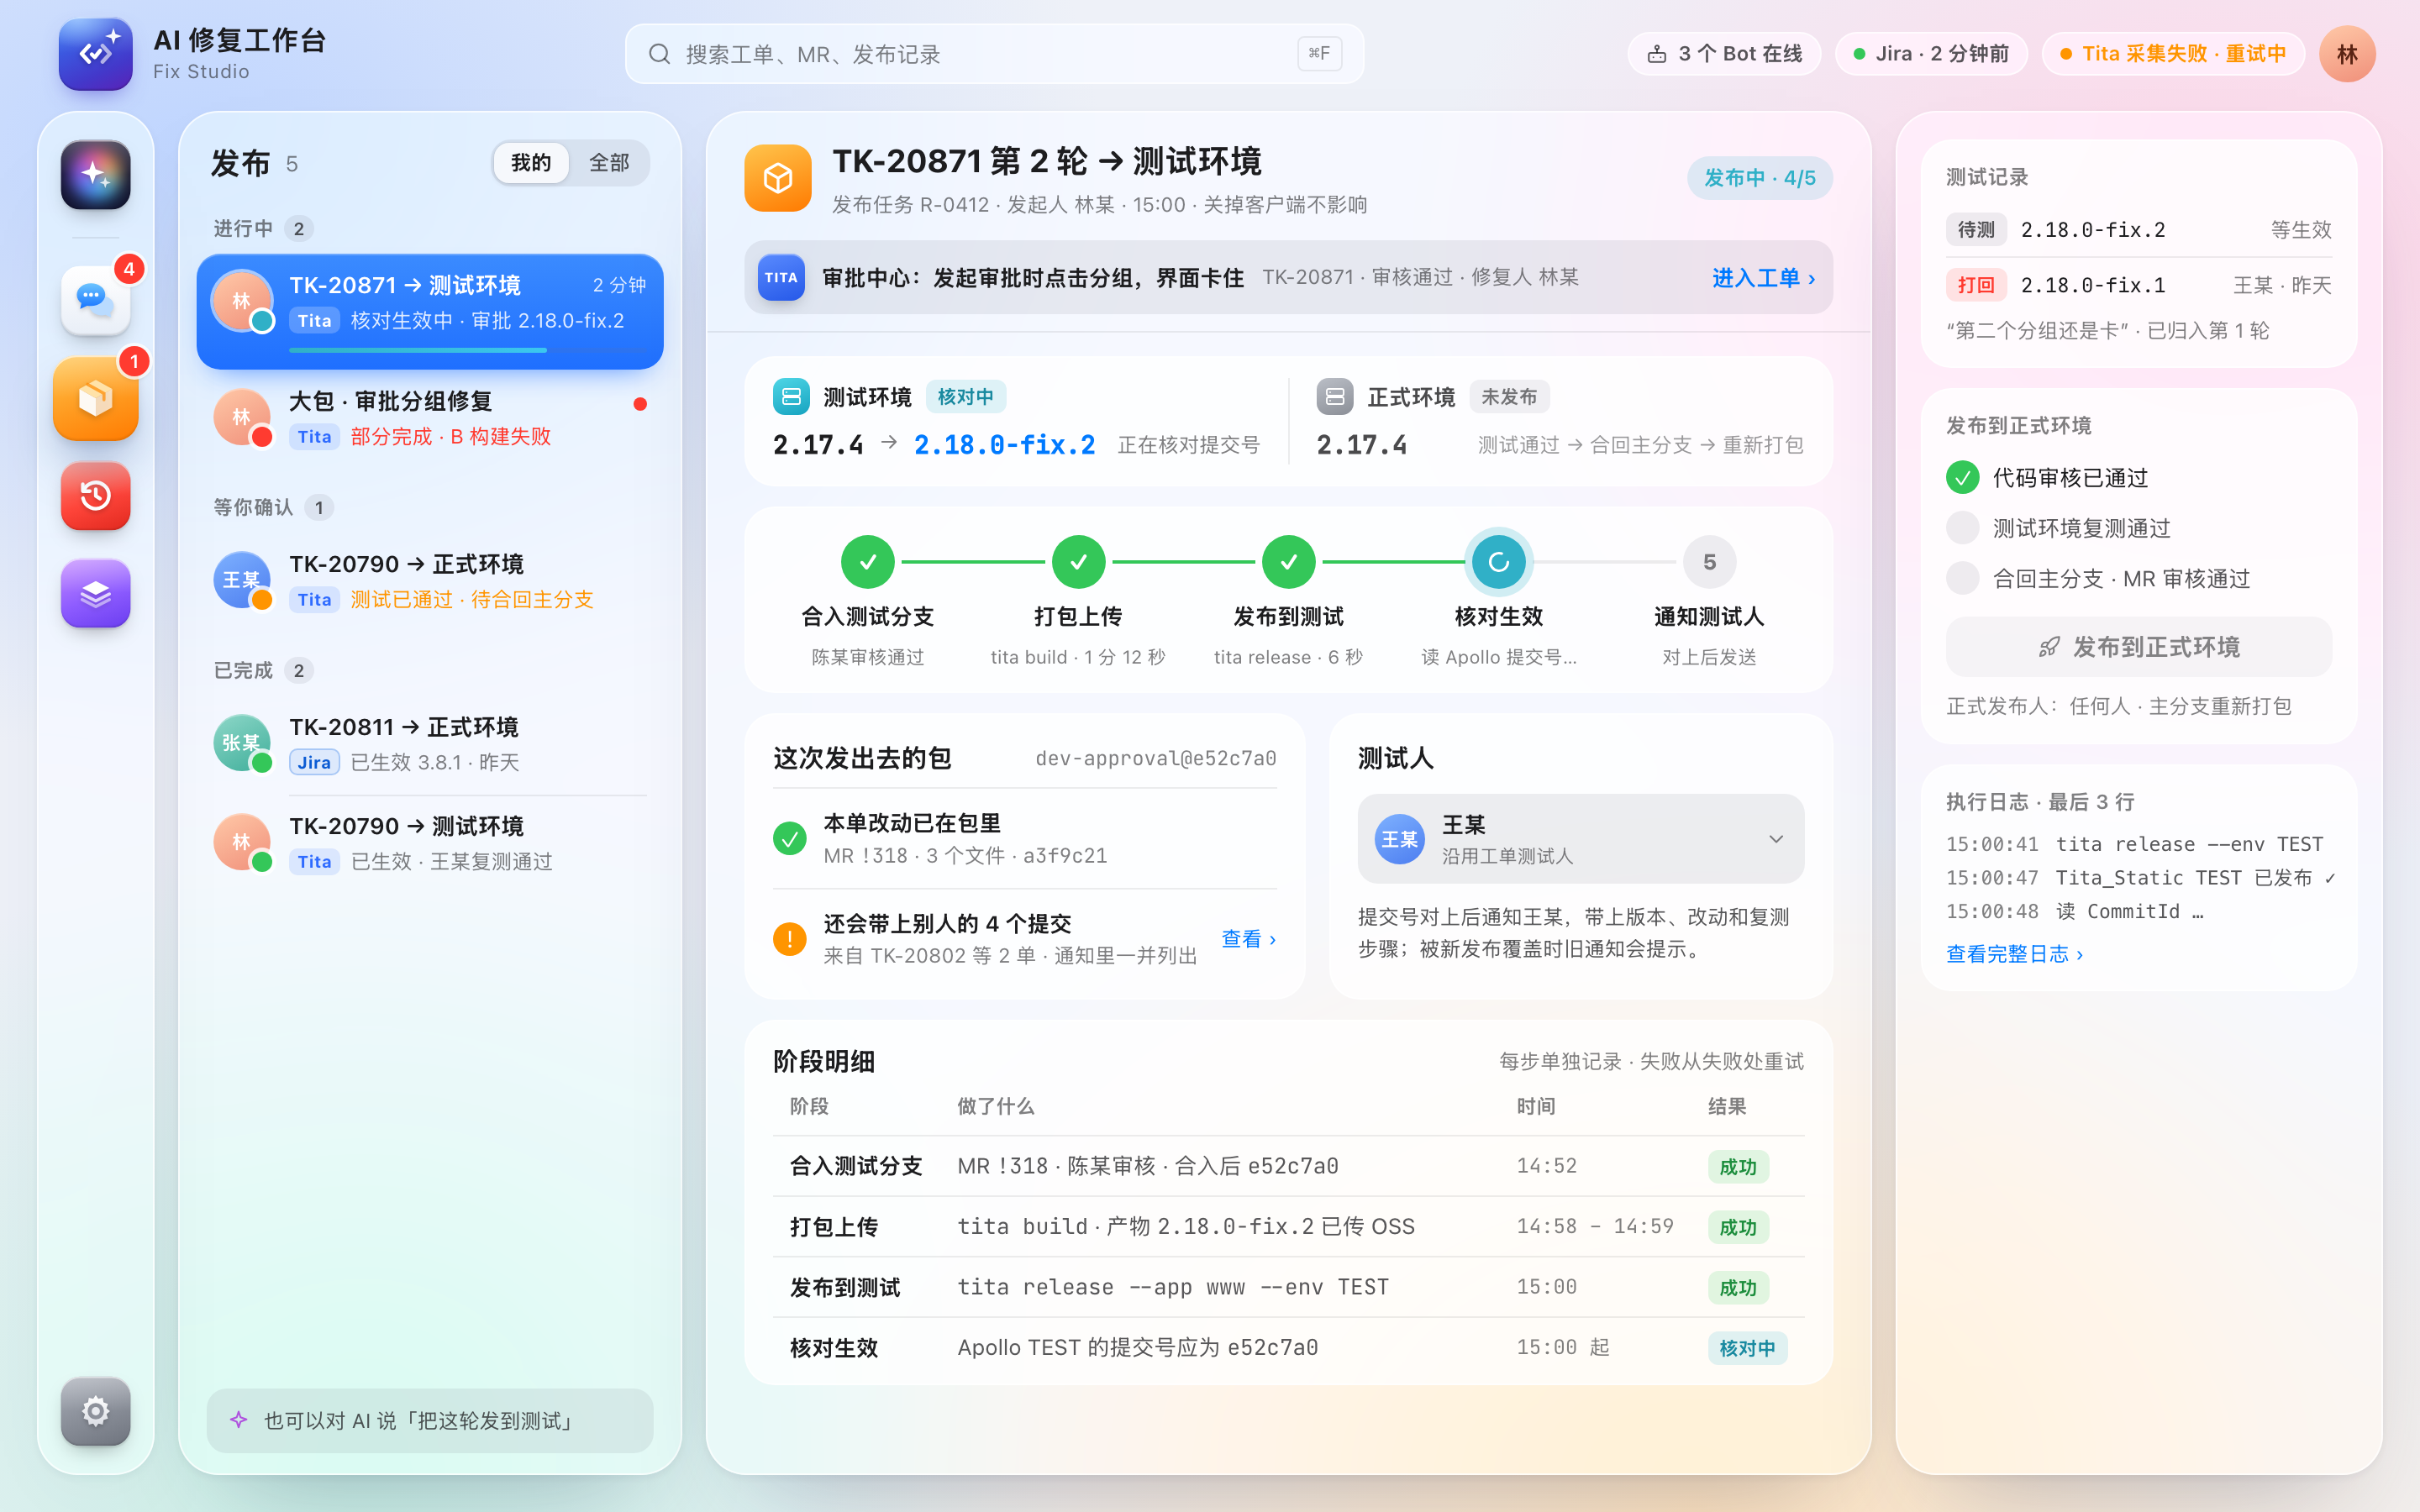 AI 修复工作台
Fix Studio
搜索工单、MR、发布记录
⌘F
3 个 Bot 在线
Jira · 2 分钟前
Tita 采集失败 · 重试中
林
4
1
发布 5
我的
全部
进行中 2
林
TK-20871 → 测试环境
2 分钟
Tita 核对生效中 · 审批 2.18.0-fix.2
林
大包 · 审批分组修复
Tita 部分完成 · B 构建失败
等你确认 1
王某
TK-20790 → 正式环境
Tita 测试已通过 · 待合回主分支
已完成 2
张某
TK-20811 → 正式环境
Jira 已生效 3.8.1 · 昨天
林
TK-20790 → 测试环境
Tita 已生效 · 王某复测通过
也可以对 AI 说「把这轮发到测试」
TK-20871 第 2 轮 → 测试环境
发布任务 R-0412 · 发起人 林某 · 15:00 · 关掉客户端不影响
发布中 · 4/5
TITA 审批中心：发起审批时点击分组，界面卡住 TK-20871 · 审核通过 · 修复人 林某 进入工单 ›
测试环境 核对中
2.17.4 → 2.18.0-fix.2 正在核对提交号
正式环境 未发布
2.17.4 测试通过 → 合回主分支 → 重新打包
5
合入测试分支 打包上传 发布到测试 核对生效 通知测试人
陈某审核通过 tita build · 1 分 12 秒 tita release · 6 秒 读 Apollo 提交号… 对上后发送
这次发出去的包 dev-approval@e52c7a0
本单改动已在包里
MR !318 · 3 个文件 · a3f9c21
还会带上别人的 4 个提交
来自 TK-20802 等 2 单 · 通知里一并列出
查看 ›
测试人
王某
王某
沿用工单测试人
提交号对上后通知王某，带上版本、改动和复测
步骤；被新发布覆盖时旧通知会提示。
阶段明细 每步单独记录 · 失败从失败处重试
阶段 做了什么 时间 结果
合入测试分支 MR !318 · 陈某审核 · 合入后 e52c7a0 14:52 成功
打包上传 tita build · 产物 2.18.0-fix.2 已传 OSS 14:58 – 14:59 成功
发布到测试 tita release --app www --env TEST 15:00 成功
核对生效 Apollo TEST 的提交号应为 e52c7a0 15:00 起 核对中
测试记录
待测 2.18.0-fix.2 等生效
打回 2.18.0-fix.1 王某 · 昨天
“第二个分组还是卡” · 已归入第 1 轮
发布到正式环境
代码审核已通过
测试环境复测通过
合回主分支 · MR 审核通过
发布到正式环境
正式发布人：任何人 · 主分支重新打包
执行日志 · 最后 3 行
15:00:41 tita release --env TEST
15:00:47 Tita_Static TEST 已发布 ✓
15:00:48 读 CommitId …
查看完整日志 ›